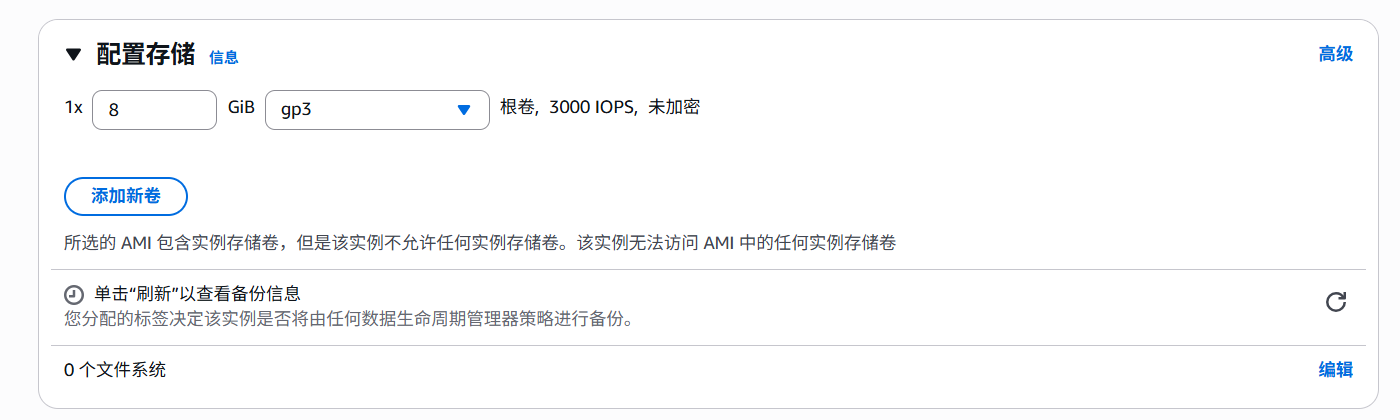 配置存储 信息 高级
1x 8 GiB gp3 根卷, 3000 IOPS, 未加密
添加新卷
所选的 AMI 包含实例存储卷，但是该实例不允许任何实例存储卷。该实例无法访问 AMI 中的任何实例存储卷
单击“刷新”以查看备份信息
您分配的标签决定该实例是否将由任何数据生命周期管理器策略进行备份。
0 个文件系统 编辑